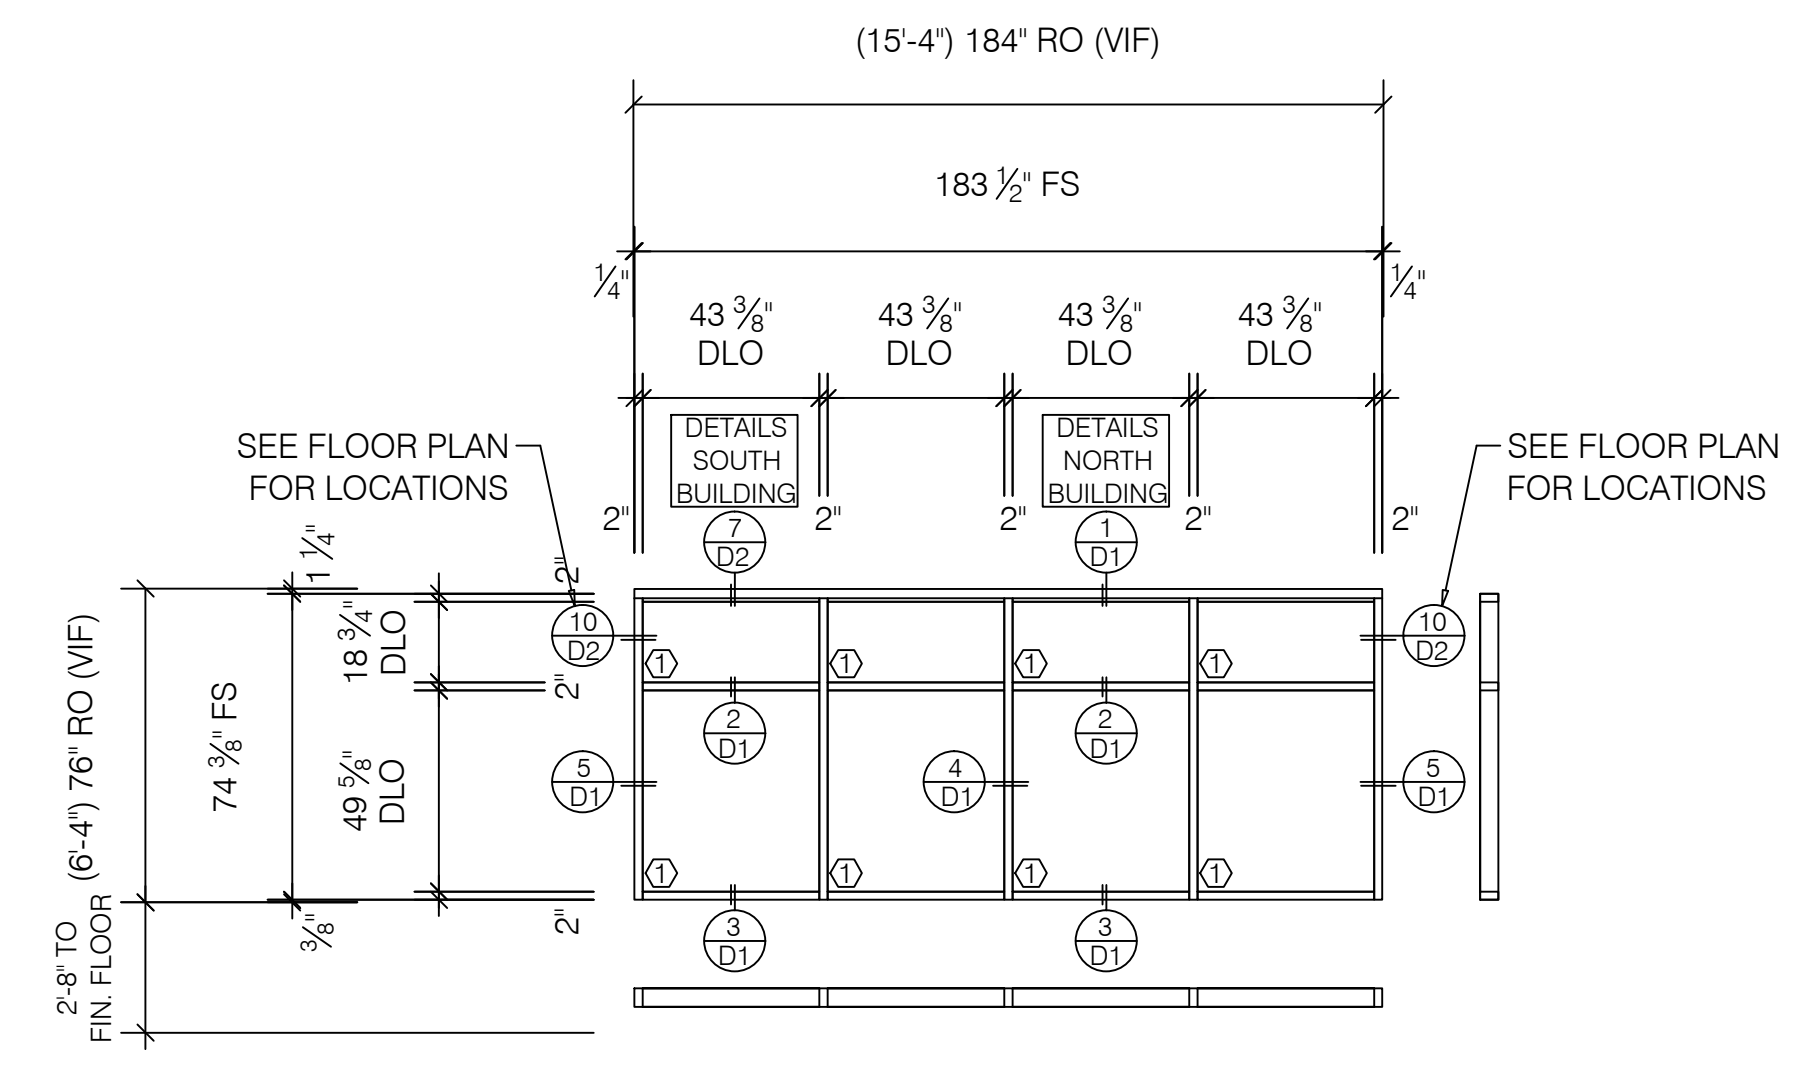 (15'-4") 184" RO (VIF)
183 1/2" FS
1/4"
1/4"
43 3/8"
DLO
43 3/8"
DLO
43 3/8"
DLO
43 3/8"
DLO
SEE FLOOR PLAN
FOR LOCATIONS
DETAILS
SOUTH
BUILDING
DETAILS
NORTH
BUILDING
SEE FLOOR PLAN
FOR LOCATIONS
2"
2"
2"
2"
2"
7
D2
1
D1
1 1/4"
2"
18 3/4"
DLO
2"
49 5/8"
DLO
2"
74 3/8" FS
3/8"
(6'-4") 76" RO (VIF)
2'-8" TO
FIN. FLOOR
10
D2
10
D2
1
1
1
1
2
D1
2
D1
5
D1
4
D1
5
D1
1
1
1
1
3
D1
3
D1